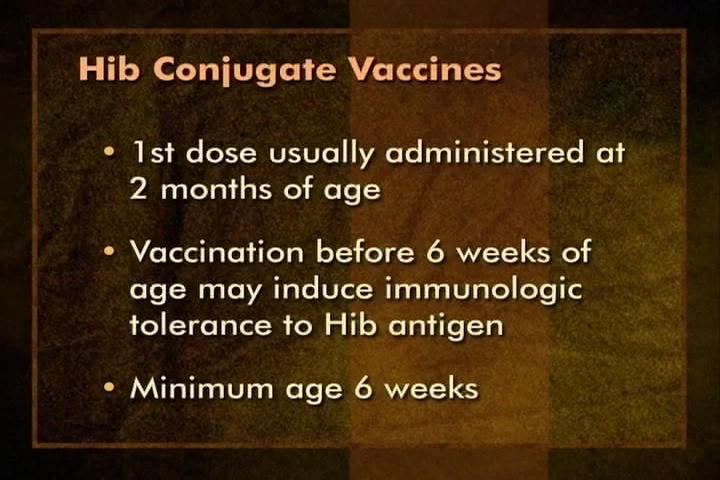 Hib Conjugate Vaccines
• 1st dose usually administered at
2 months of age
• Vaccination before 6 weeks of
age may induce immunologic
tolerance to Hib antigen
• Minimum age 6 weeks